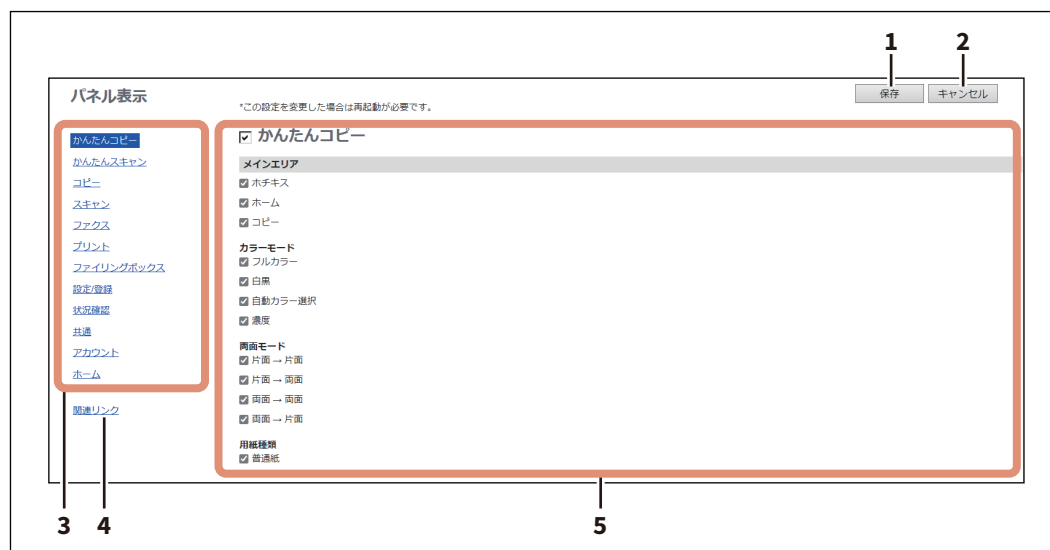 1 2
パネル表示
*この設定を変更した場合は再起動が必要です。
保存 キャンセル
かんたんコピー
かんたんスキャン
コピー
スキャン
ファクス
プリント
ファイリングボックス
設定/登録
状況確認
共通
アカウント
ホーム
関連リンク
かんたんコピー
メインエリア
ホチキス
ホーム
コピー
カラーモード
フルカラー
白黒
自動カラー選択
濃度
両面モード
片面 → 片面
片面 → 両面
両面 → 両面
両面 → 片面
用紙種類
普通紙
3 4 5